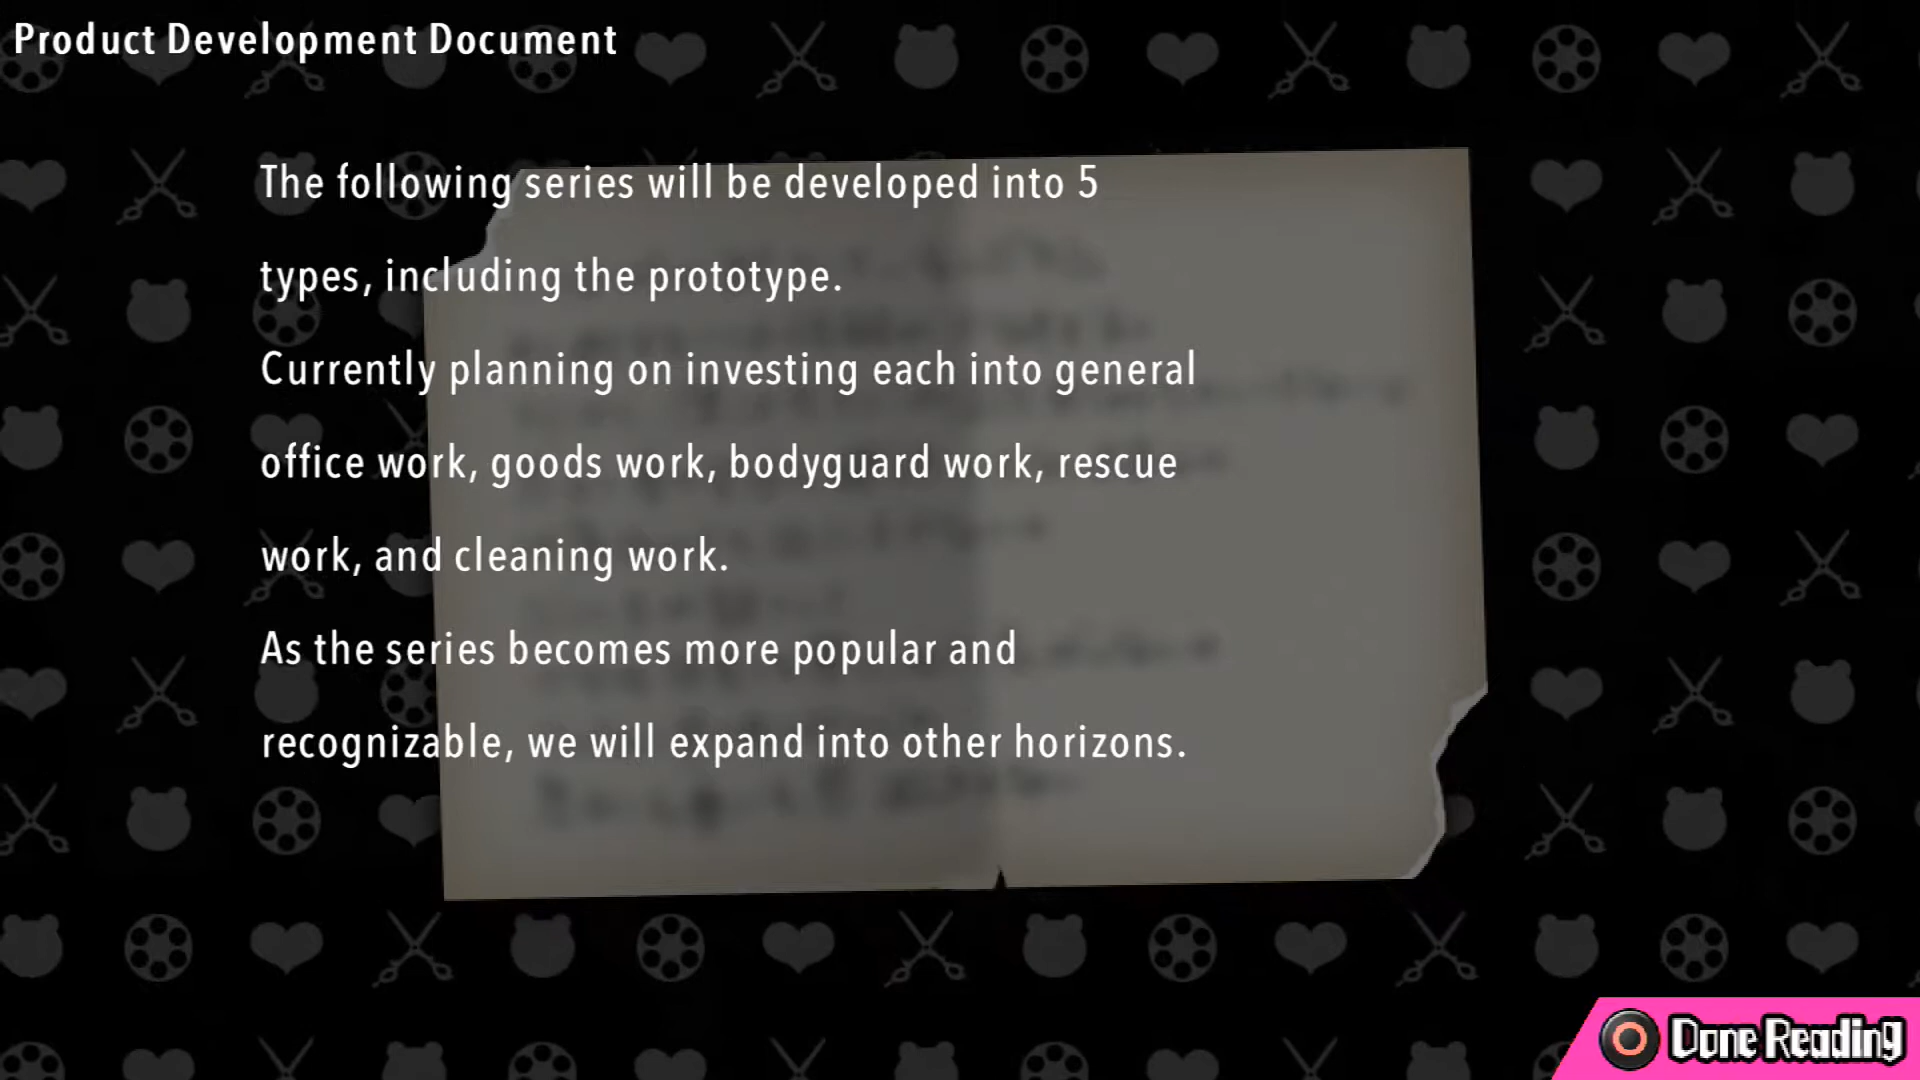 Product Development Document
The following series will be developed into 5
types, including the prototype.
Currently planning on investing each into general
office work, goods work, bodyguard work, rescue
work, and cleaning work.
As the series becomes more popular and
recognizable, we will expand into other horizons.
Done Reading